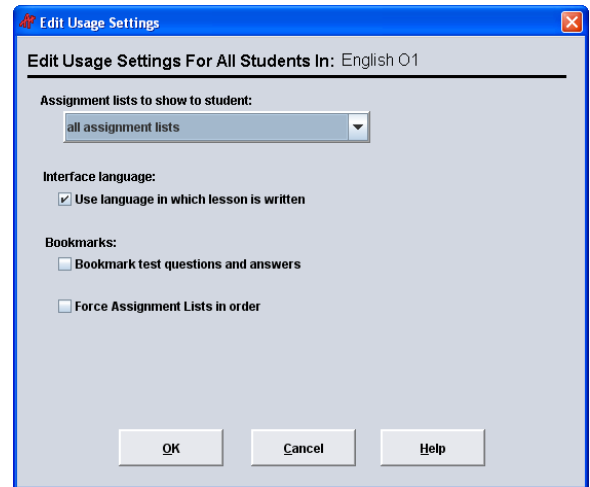 Edit Usage Settings
Edit Usage Settings For All Students In: English O1
Assignment lists to show to student:
all assignment lists
Interface language:
Use language in which lesson is written
Bookmarks:
Bookmark test questions and answers
Force Assignment Lists in order
OK Cancel Help